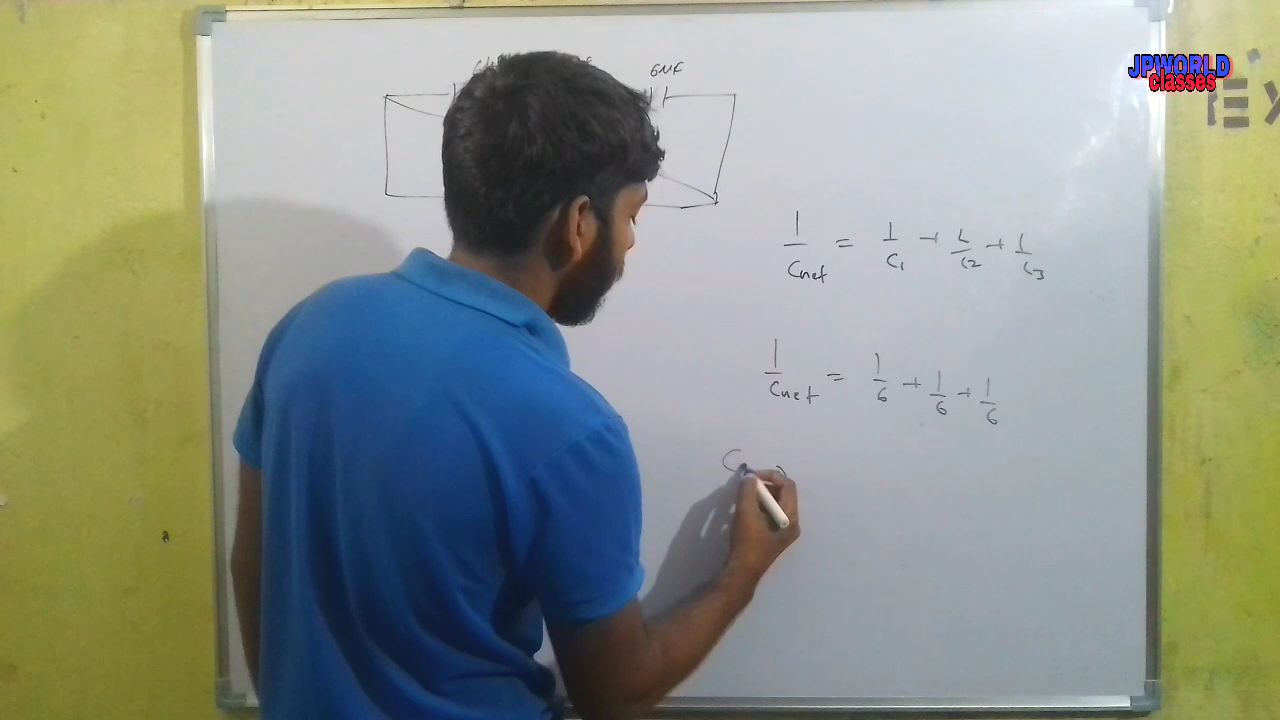 JPWORLD
classes
6MF
1/Cnet = 1/C1 + 1/C2 + 1/C3
1/Cnet = 1/6 + 1/6 + 1/6
C